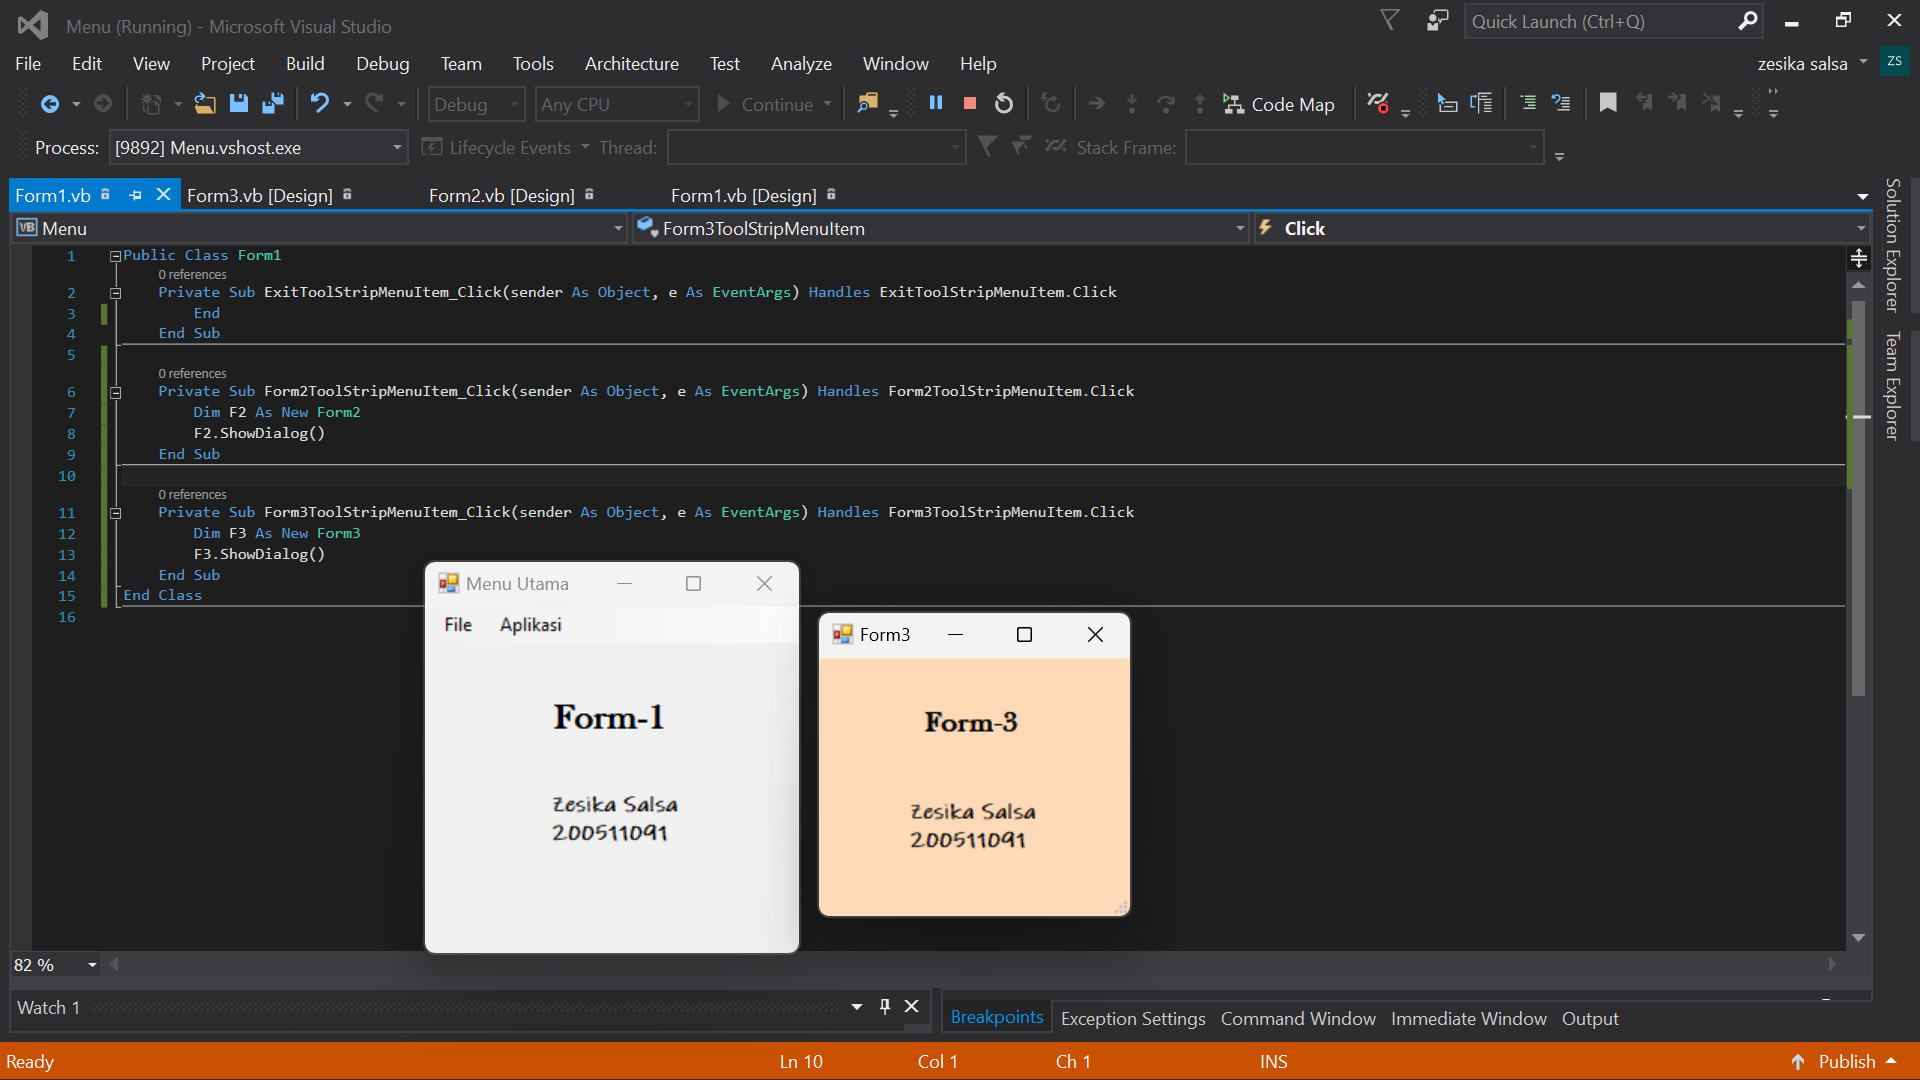 Menu (Running) - Microsoft Visual Studio
Quick Launch (Ctrl+Q)
File Edit View Project Build Debug Team Tools Architecture Test Analyze Window Help
zesika salsa ZS
Debug Any CPU Continue Code Map
Process: [9892] Menu.vshost.exe Lifecycle Events Thread: Stack Frame:
Form1.vb Form3.vb [Design] Form2.vb [Design] Form1.vb [Design]
VB Menu Form3ToolStripMenuItem Click
1 Public Class Form1
0 references
2 Private Sub ExitToolStripMenuItem_Click(sender As Object, e As EventArgs) Handles ExitToolStripMenuItem.Click
3 End
4 End Sub
5
0 references
6 Private Sub Form2ToolStripMenuItem_Click(sender As Object, e As EventArgs) Handles Form2ToolStripMenuItem.Click
7 Dim F2 As New Form2
8 F2.ShowDialog()
9 End Sub
10
0 references
11 Private Sub Form3ToolStripMenuItem_Click(sender As Object, e As EventArgs) Handles Form3ToolStripMenuItem.Click
12 Dim F3 As New Form3
13 F3.ShowDialog()
14 End Sub
15 End Class
16
Menu Utama
File Aplikasi
Form-1
Zesika Salsa
200511091
Form3
Form-3
Zesika Salsa
200511091
Solution Explorer
Team Explorer
82 %
Watch 1
Breakpoints Exception Settings Command Window Immediate Window Output
Ready Ln 10 Col 1 Ch 1 INS Publish